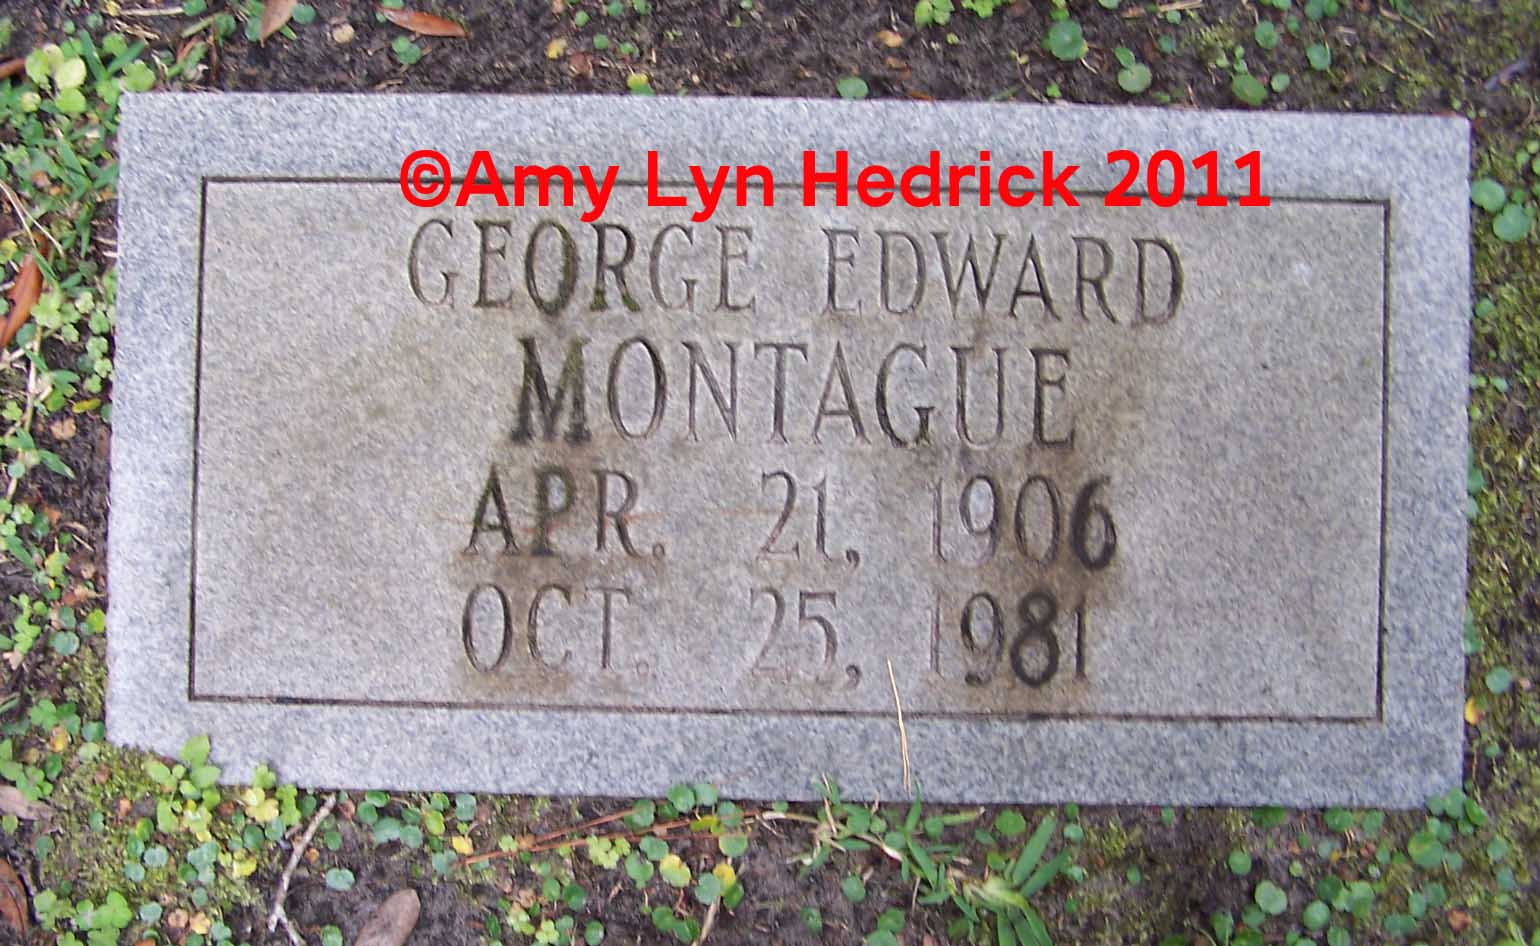 ©Amy Lyn Hedrick 2011
GEORGE EDWARD
MONTAGUE
APR. 21, 1906
OCT. 25, 1981